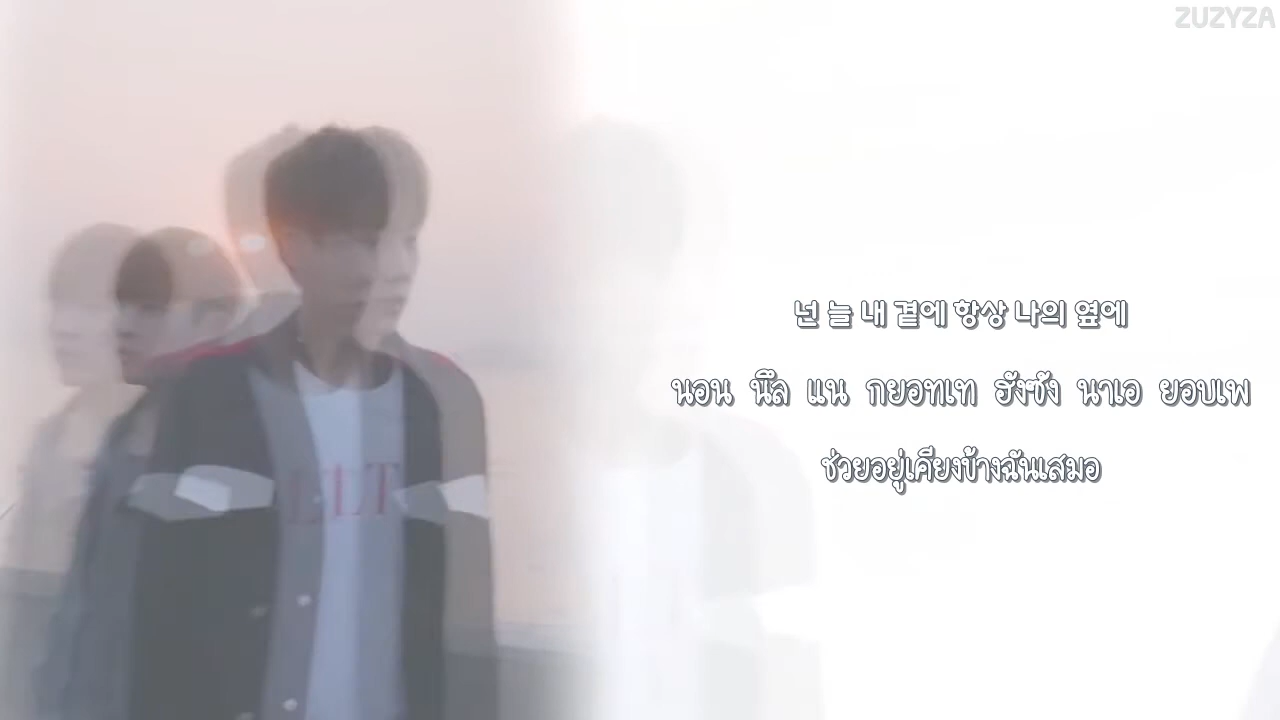 ZUZYZA
넌 늘 내 곁에 항상 나의 옆에
นอน นึล แน กยอทเท ฮังซัง นาเอ ยอบเพ
ช่วยอยู่เคียงข้างฉันเสมอ